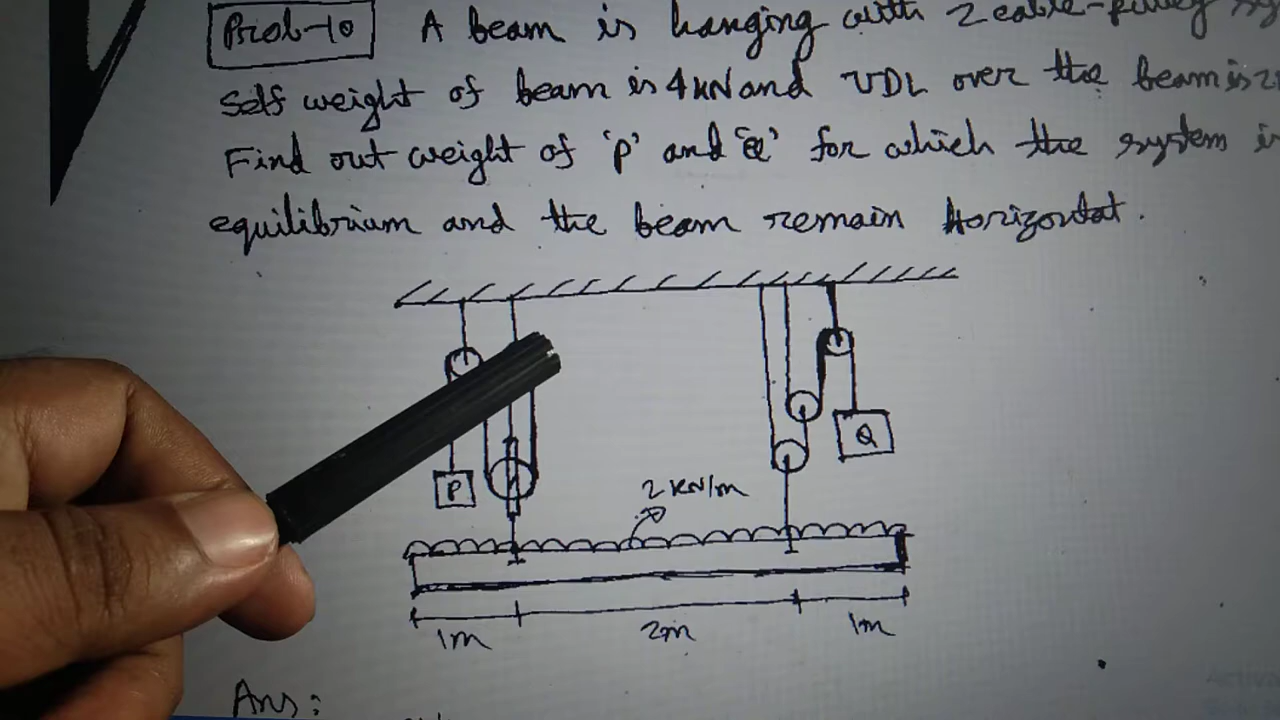 Prob-10 A beam is hanging with 2 cable-pulley
Self weight of beam is 4 kN and UDL over the beam is
Find out weight of 'P' and 'Q' for which the system
equilibrium and the beam remain Horizontal.
P
Q
2 kN/m
1m
2m
1m
Ans: